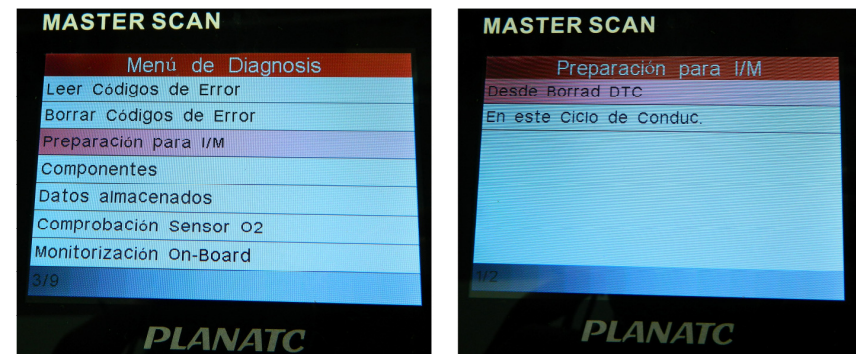 MASTER SCAN
Menú de Diagnosis
Leer Códigos de Error
Borrar Códigos de Error
Preparación para I/M
Componentes
Datos almacenados
Comprobación Sensor O2
Monitorización On-Board
3/9
PLANATC
MASTER SCAN
Preparación para I/M
Desde Borrad DTC
En este Ciclo de Conduc.
1/2
PLANATC